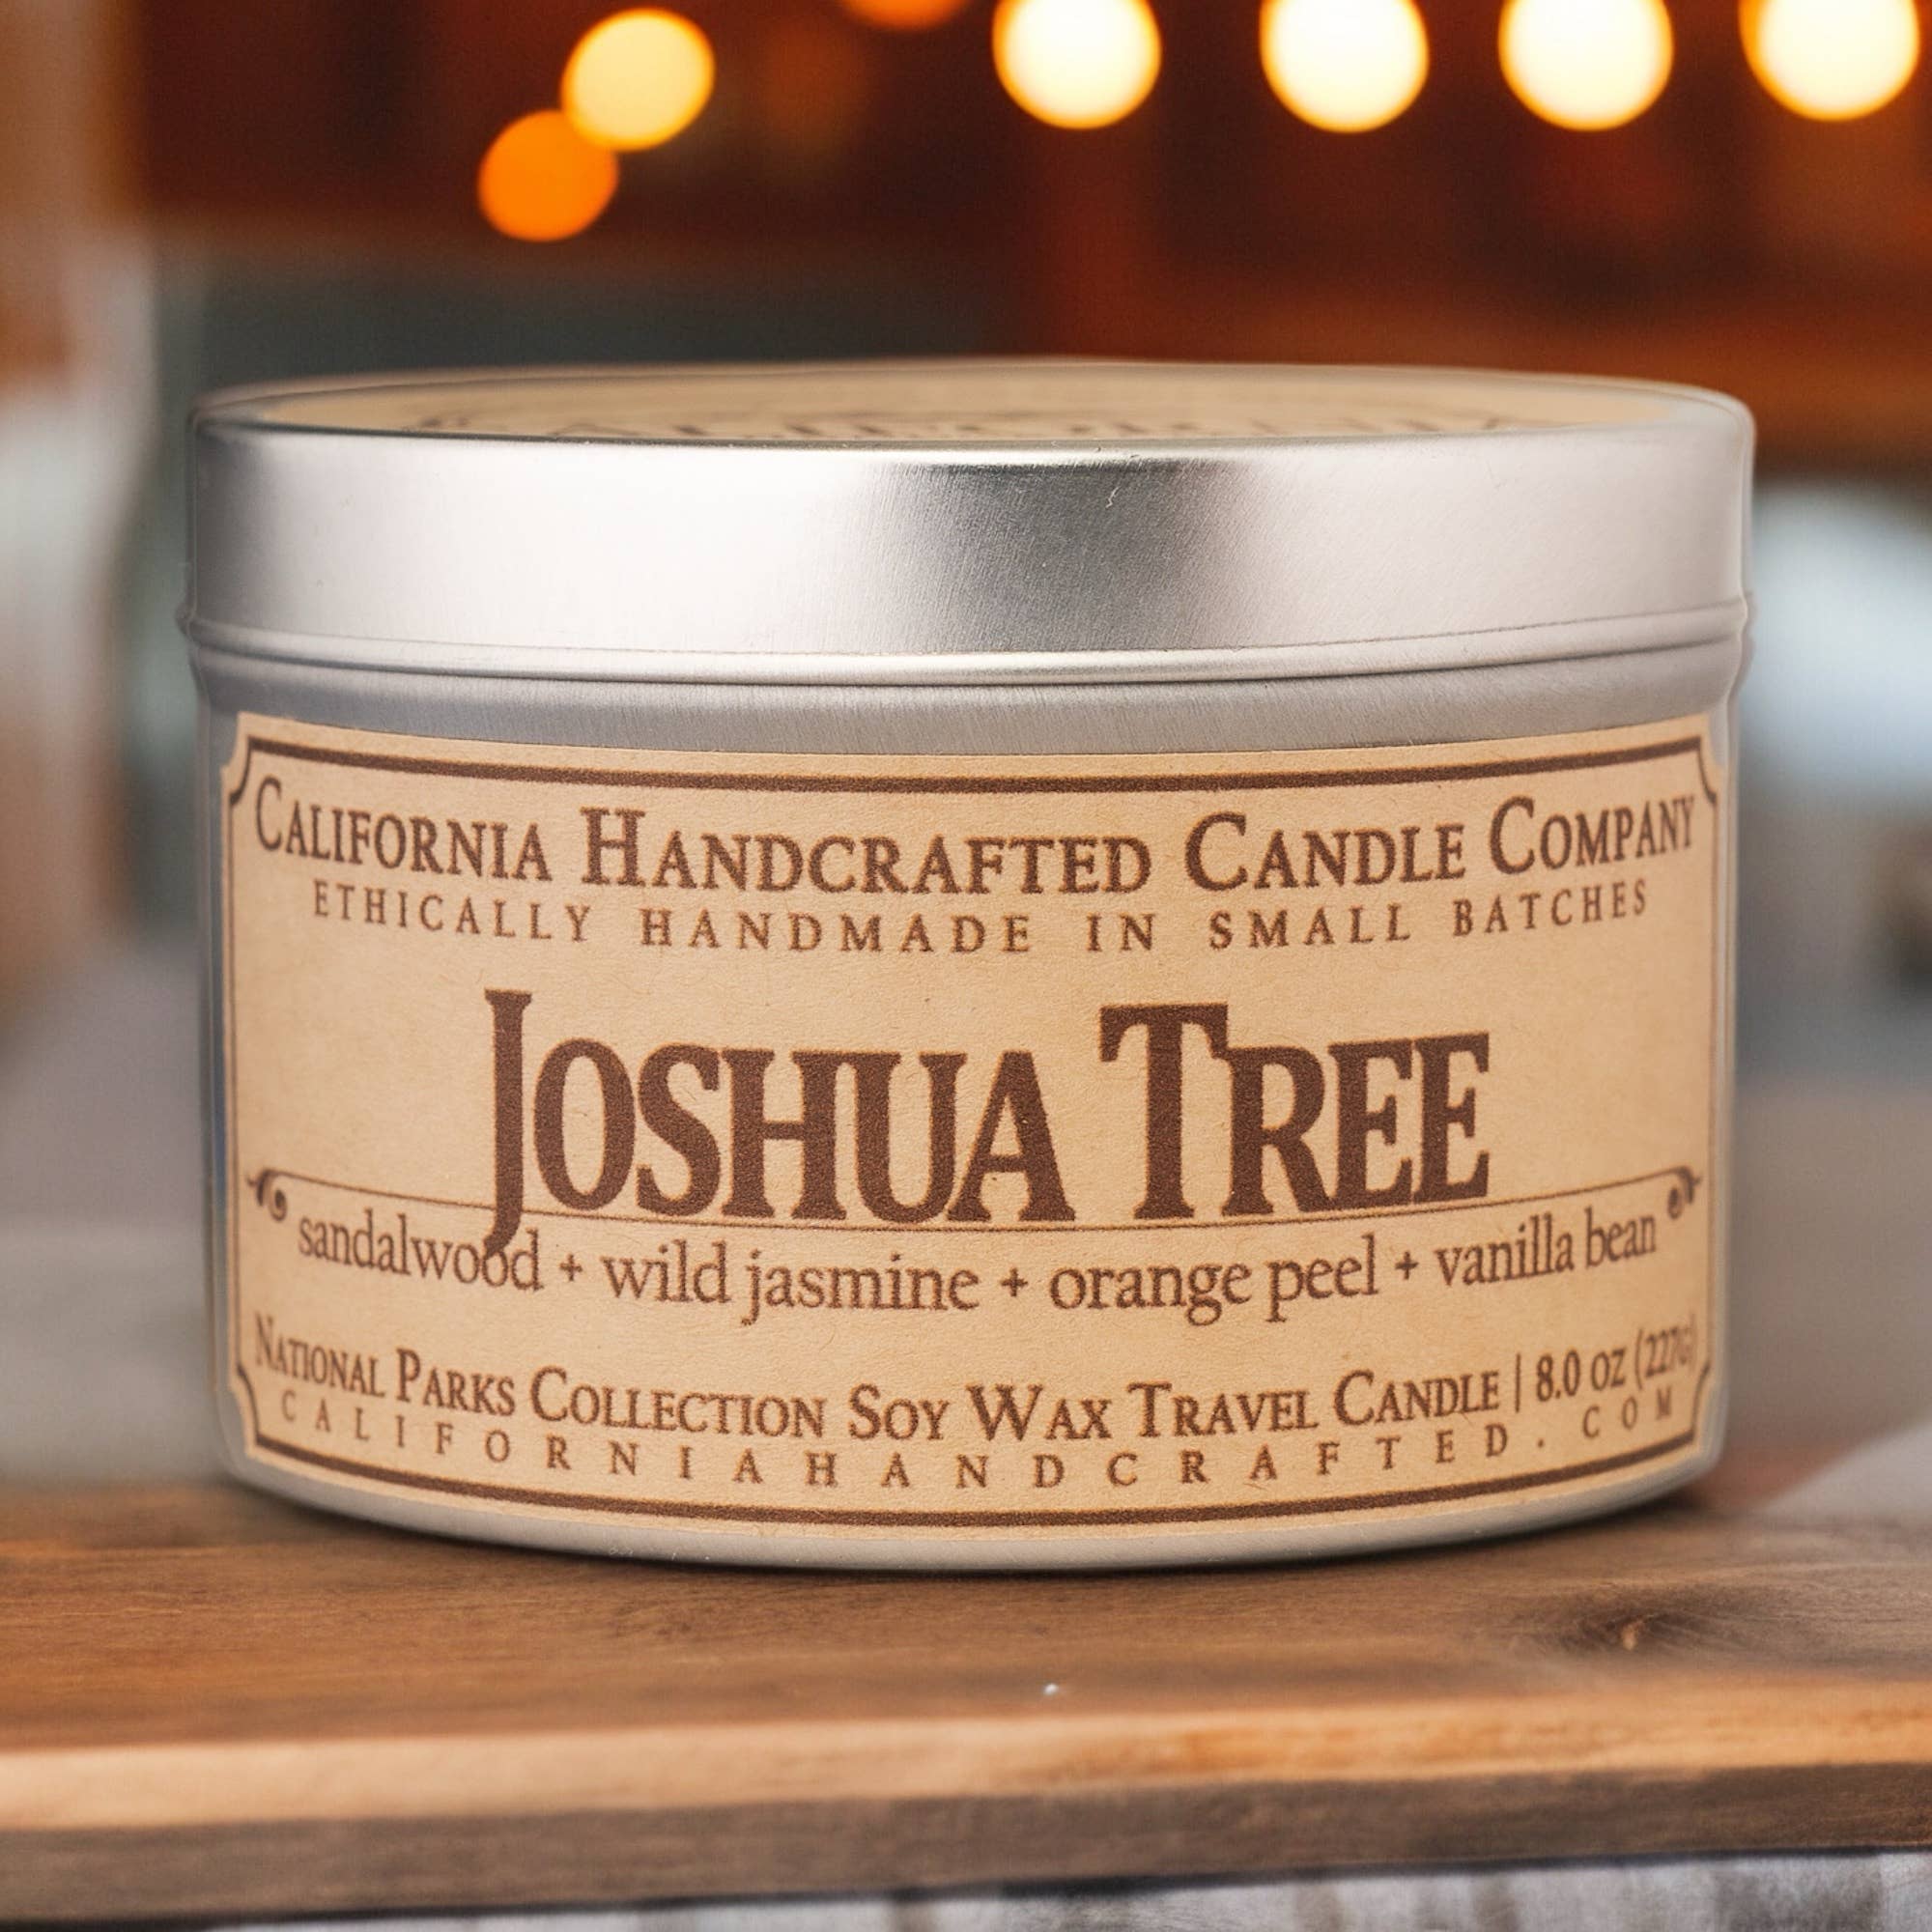 CALIFORNIA
CALIFORNIA HANDCRAFTED CANDLE COMPANY
ETHICALLY HANDMADE IN SMALL BATCHES
JOSHUA TREE
sandalwood + wild jasmine + orange peel + vanilla bean
NATIONAL PARKS COLLECTION SOY WAX TRAVEL CANDLE | 8.0 OZ (227G)
CALIFORNIAHANDCRAFTED.COM